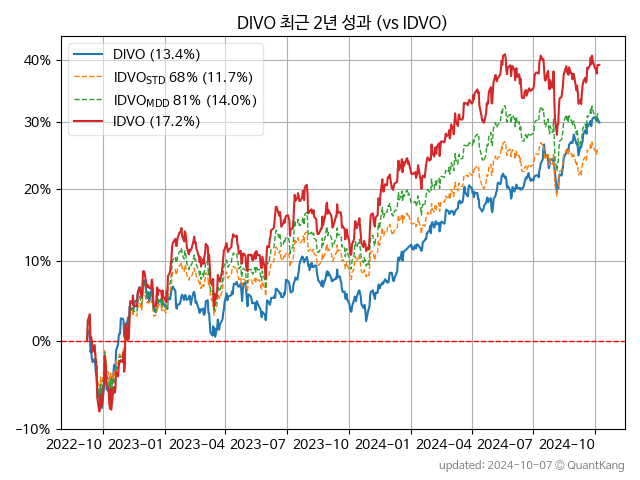 DIVO 최근 2년 성과 (vs IDVO)
DIVO (13.4%)
IDVOSTD 68% (11.7%)
IDVOMDD 81% (14.0%)
IDVO (17.2%)
40%
30%
20%
10%
0%
−10%
2022-10 2023-01 2023-04 2023-07 2023-10 2024-01 2024-04 2024-07 2024-10
updated: 2024-10-07 © QuantKang